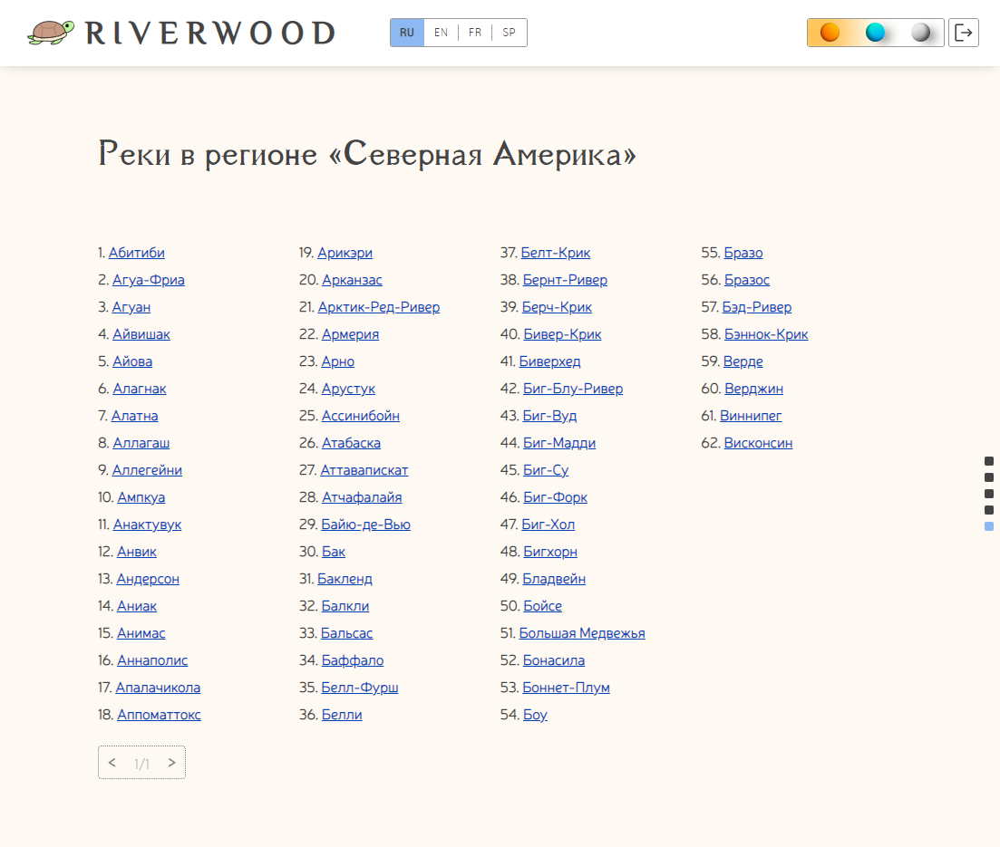 RIVERWOOD
RU EN FR SP
Реки в регионе «Северная Америка»
1. Абитиби
2. Агуа-Фриа
3. Агуан
4. Айвишак
5. Айова
6. Алагнак
7. Алатна
8. Аллагаш
9. Аллегейни
10. Ампкуа
11. Анактувук
12. Анвик
13. Андерсон
14. Аниак
15. Анимас
16. Аннаполис
17. Апалачикола
18. Аппоматтокс
19. Арикэри
20. Арканзас
21. Арктик-Ред-Ривер
22. Армерия
23. Арно
24. Арустук
25. Ассинибойн
26. Атабаска
27. Аттавапискат
28. Атчафалайя
29. Байю-де-Вью
30. Бак
31. Бакленд
32. Балкли
33. Бальсас
34. Баффало
35. Белл-Фурш
36. Белли
37. Белт-Крик
38. Бернт-Ривер
39. Берч-Крик
40. Бивер-Крик
41. Биверхед
42. Биг-Блу-Ривер
43. Биг-Вуд
44. Биг-Мадди
45. Биг-Су
46. Биг-Форк
47. Биг-Хол
48. Бигхорн
49. Бладвейн
50. Бойсе
51. Большая Медвежья
52. Бонасила
53. Боннет-Плум
54. Боу
55. Бразо
56. Бразос
57. Бэд-Ривер
58. Бэннок-Крик
59. Верде
60. Верджин
61. Виннипег
62. Висконсин
< 1/1 >